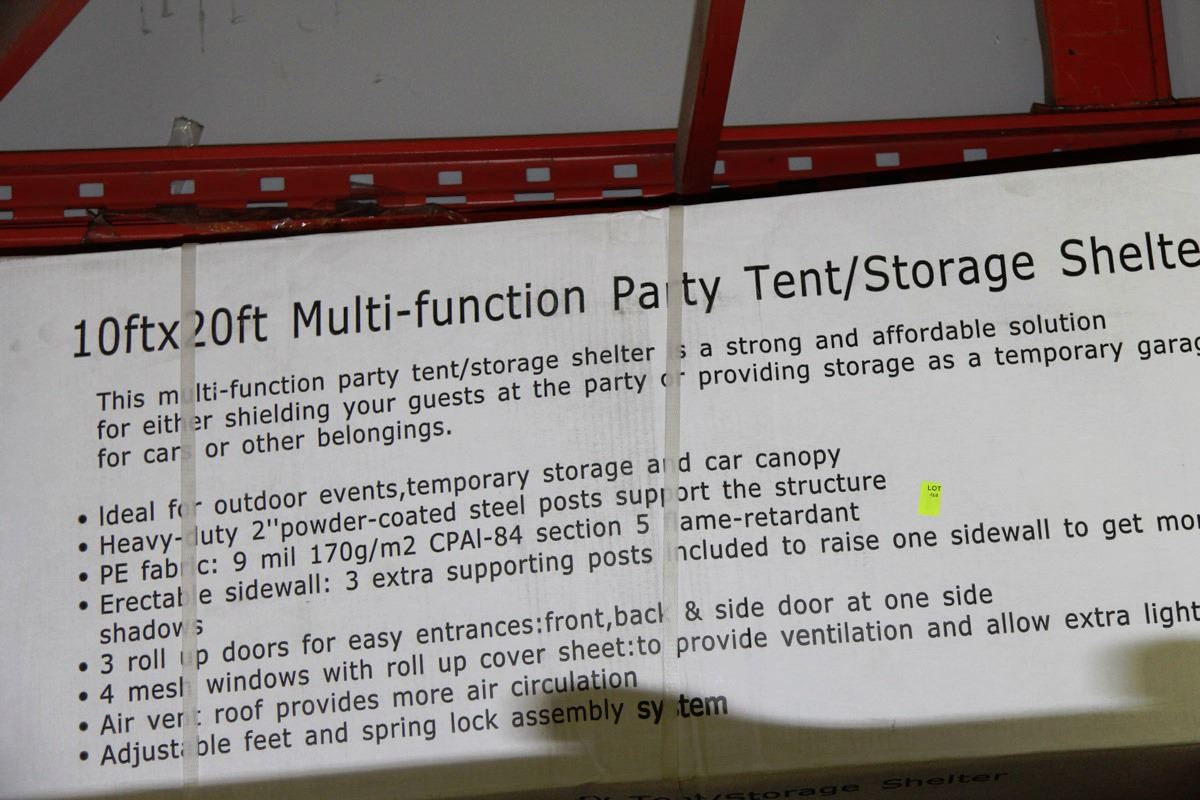 10ftx20ft Multi-function Party Tent/Storage Shelte
This multi-function party tent/storage shelter is a strong and affordable solution
for either shielding your guests at the party or providing storage as a temporary garag
for cars or other belongings.
• Ideal for outdoor events,temporary storage and car canopy
• Heavy-duty 2''powder-coated steel posts support the structure
• PE fabric: 9 mil 170g/m2 CPAI-84 section 5 flame-retardant
• Erectable sidewall: 3 extra supporting posts included to raise one sidewall to get mor
shadows
• 3 roll up doors for easy entrances:front,back & side door at one side
• 4 mesh windows with roll up cover sheet:to provide ventilation and allow extra light
• Air vent roof provides more air circulation
• Adjustable feet and spring lock assembly system
LOT
Tent/Storage Shelter